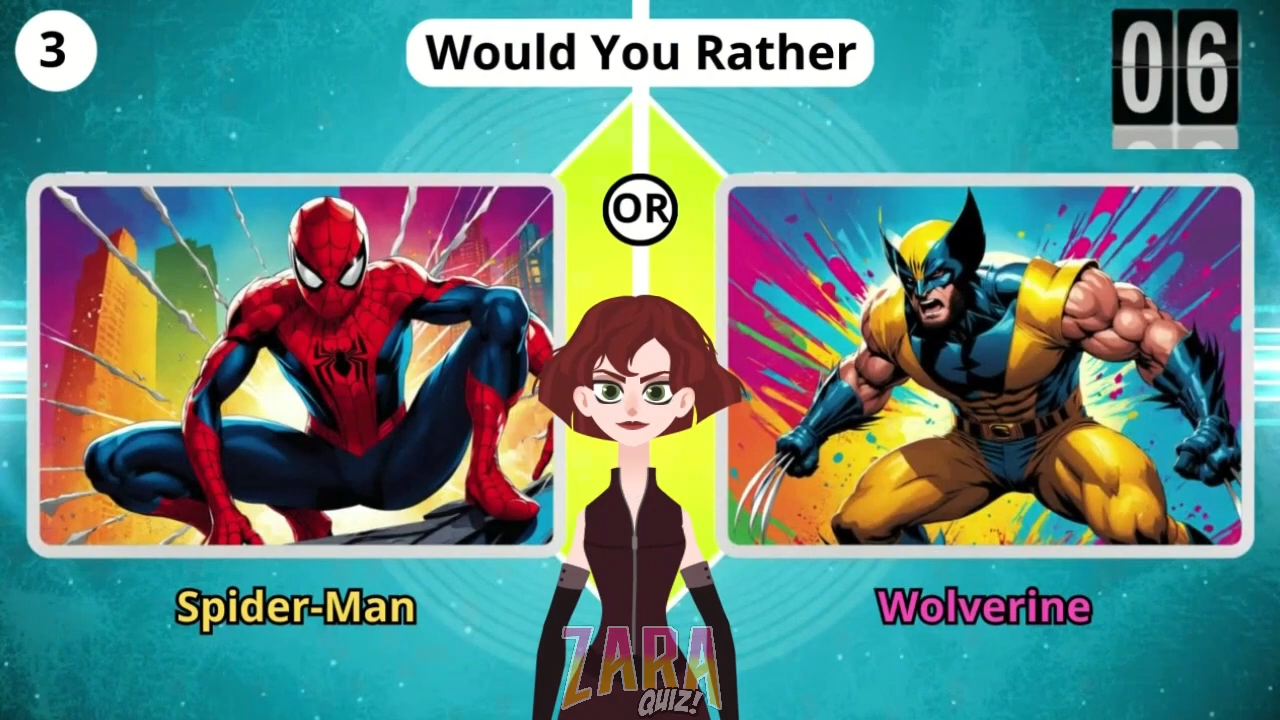 3
Would You Rather
06
OR
Spider-Man
Wolverine
ZARA
QUIZ!